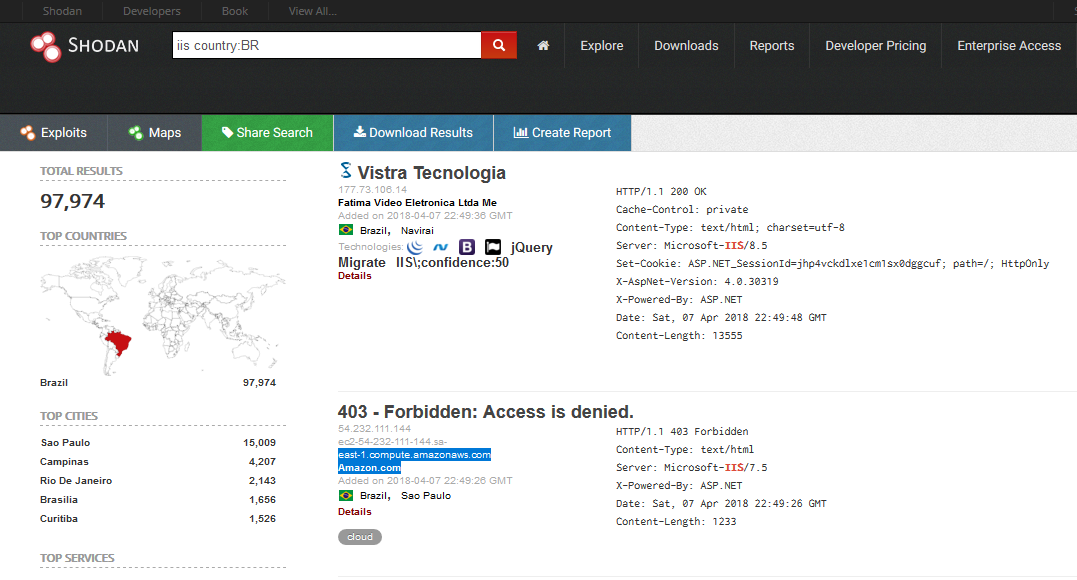 Shodan Developers Book View All...
SHODAN
iis country:BR
Explore Downloads Reports Developer Pricing Enterprise Access
Exploits Maps Share Search Download Results Create Report
TOTAL RESULTS
97,974
TOP COUNTRIES
Brazil 97,974
TOP CITIES
Sao Paulo 15,009
Campinas 4,207
Rio De Janeiro 2,143
Brasilia 1,656
Curitiba 1,526
TOP SERVICES
Vistra Tecnologia
177.73.106.14
Fatima Video Eletronica Ltda Me
Added on 2018-04-07 22:49:36 GMT
Brazil, Navirai
Technologies: B jQuery
Migrate IIS\;confidence:50
Details
HTTP/1.1 200 OK
Cache-Control: private
Content-Type: text/html; charset=utf-8
Server: Microsoft-IIS/8.5
Set-Cookie: ASP.NET_SessionId=jhp4vckdlxe1cm1sx0dggcuf; path=/; HttpOnly
X-AspNet-Version: 4.0.30319
X-Powered-By: ASP.NET
Date: Sat, 07 Apr 2018 22:49:48 GMT
Content-Length: 13555
403 - Forbidden: Access is denied.
54.232.111.144
ec2-54-232-111-144.sa-
east-1.compute.amazonaws.com
Amazon.com
Added on 2018-04-07 22:49:26 GMT
Brazil, Sao Paulo
Details
cloud
HTTP/1.1 403 Forbidden
Content-Type: text/html
Server: Microsoft-IIS/7.5
X-Powered-By: ASP.NET
Date: Sat, 07 Apr 2018 22:49:26 GMT
Content-Length: 1233